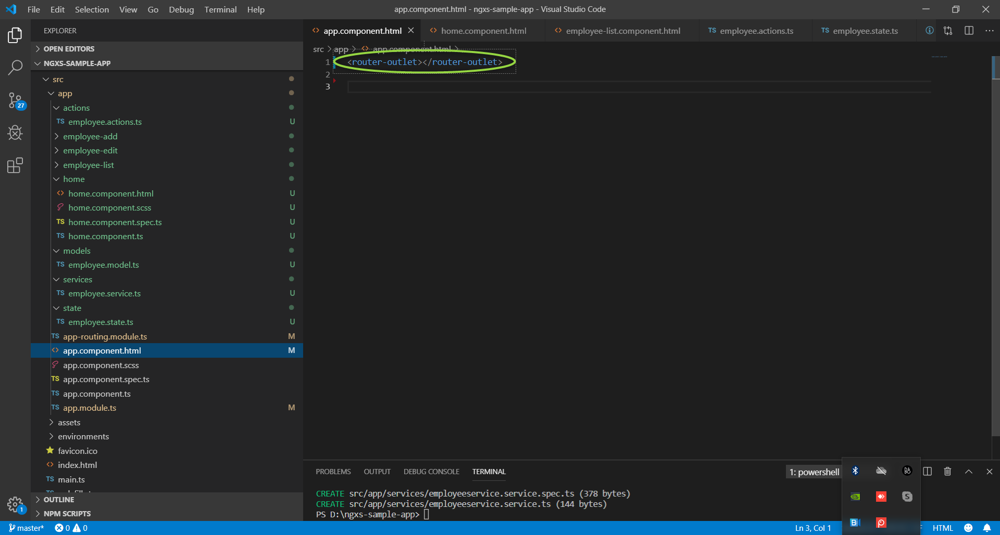 File Edit Selection View Go Debug Terminal Help
app.component.html - ngxs-sample-app - Visual Studio Code
EXPLORER
OPEN EDITORS
NGXS-SAMPLE-APP
src
app
actions
TS employee.actions.ts U
employee-add
employee-edit
employee-list
home
<> home.component.html U
home.component.scss U
TS home.component.spec.ts U
TS home.component.ts U
models
TS employee.model.ts U
services
TS employee.service.ts U
state
TS employee.state.ts U
TS app-routing.module.ts M
<> app.component.html M
app.component.scss
TS app.component.spec.ts
TS app.component.ts
TS app.module.ts M
assets
environments
favicon.ico
<> index.html
TS main.ts
OUTLINE
NPM SCRIPTS
27
1
<> app.component.html
<> home.component.html
<> employee-list.component.html
TS employee.actions.ts
TS employee.state.ts
src > app > <> app.component.html >
1 <router-outlet></router-outlet>
2
3
PROBLEMS OUTPUT DEBUG CONSOLE TERMINAL
1: powershell
CREATE src/app/services/employeeservice.service.spec.ts (378 bytes)
CREATE src/app/services/employeeservice.service.ts (144 bytes)
PS D:\ngxs-sample-app>
master* 0 0
Ln 3, Col 1
HTML